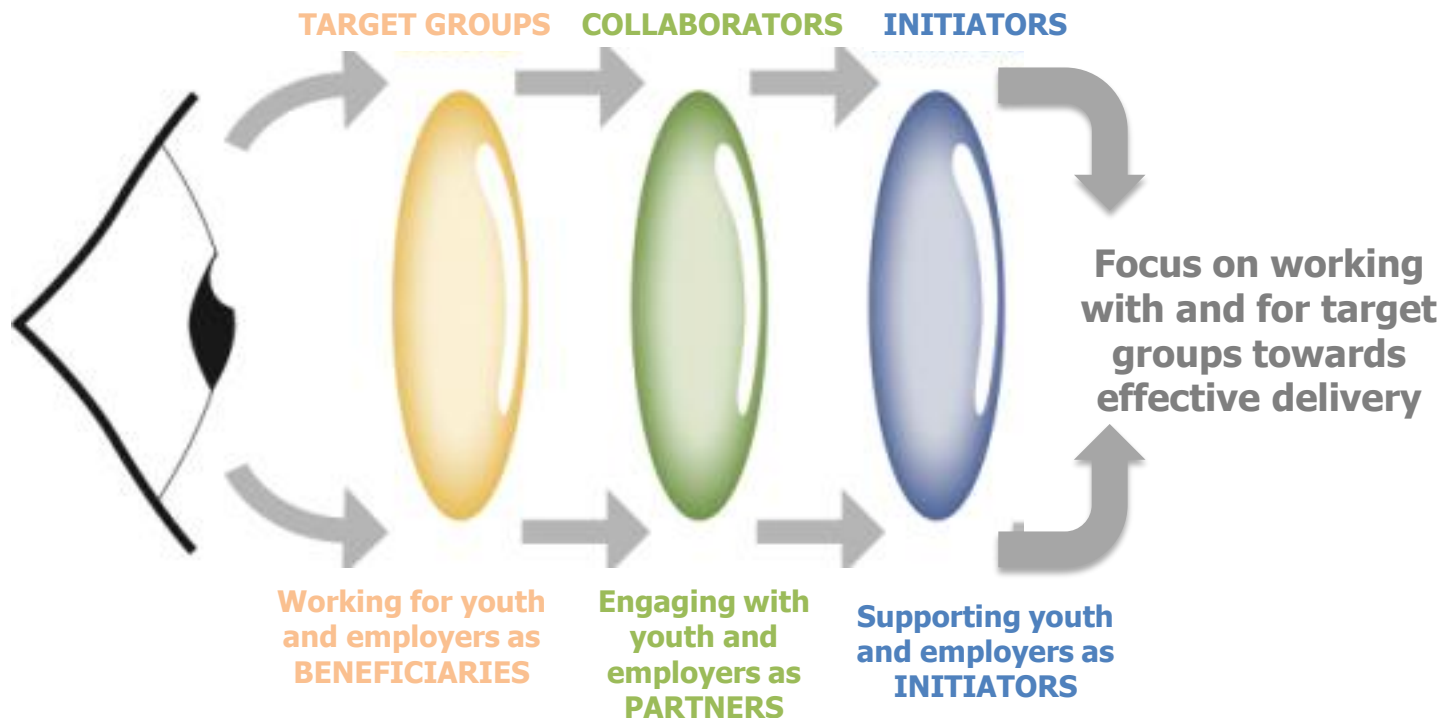 TARGET GROUPS
COLLABORATORS
INITIATORS
Focus on working
with and for target
groups towards
effective delivery
Working for youth
and employers as
BENEFICIARIES
Engaging with
youth and
employers as
PARTNERS
Supporting youth
and employers as
INITIATORS